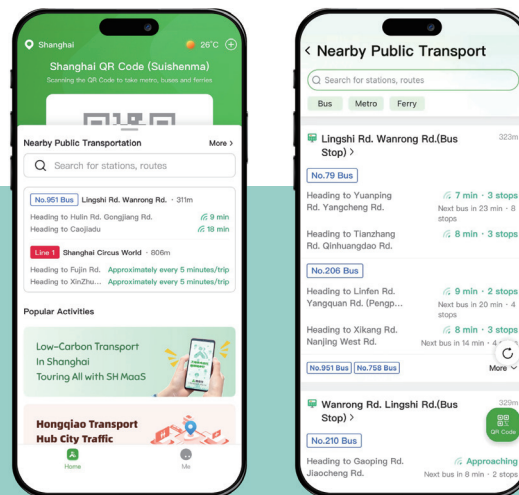 Shanghai
26°C
Shanghai QR Code (Suishenma)
Scanning the QR Code to take metro, buses and ferries
Nearby Public Transportation
More >
Search for stations, routes
No.951 Bus Lingshi Rd. Wanrong Rd. · 311m
Heading to Hulin Rd. Gongjiang Rd. 9 min
Heading to Caojiadu 18 min
Line 1 Shanghai Circus World · 806m
Heading to Fujin Rd. Approximately every 5 minutes/trip
Heading to XinZhu... Approximately every 5 minutes/trip
Popular Activities
Low-Carbon Transport
In Shanghai
Touring All with SH MaaS
Hongqiao Transport
Hub City Traffic
Home
Me
< Nearby Public Transport
Search for stations, routes
Bus Metro Ferry
Lingshi Rd. Wanrong Rd.(Bus 323m
Stop) >
No.79 Bus
Heading to Yuanping 7 min · 3 stops
Rd. Yangcheng Rd. Next bus in 23 min · 8
stops
Heading to Tianzhang 8 min · 3 stops
Rd. Qinhuangdao Rd.
No.206 Bus
Heading to Linfen Rd. 9 min · 2 stops
Yangquan Rd. (Pengp... Next bus in 20 min · 4
stops
Heading to Xikang Rd. 8 min · 3 stops
Nanjing West Rd. Next bus in 14 min ·
No.951 Bus No.758 Bus More
Wanrong Rd. Lingshi Rd.(Bus 329m
Stop) >
QR Code
No.210 Bus
Heading to Gaoping Rd. Approaching
Jiaocheng Rd. Next bus in 8 min · 2 stops